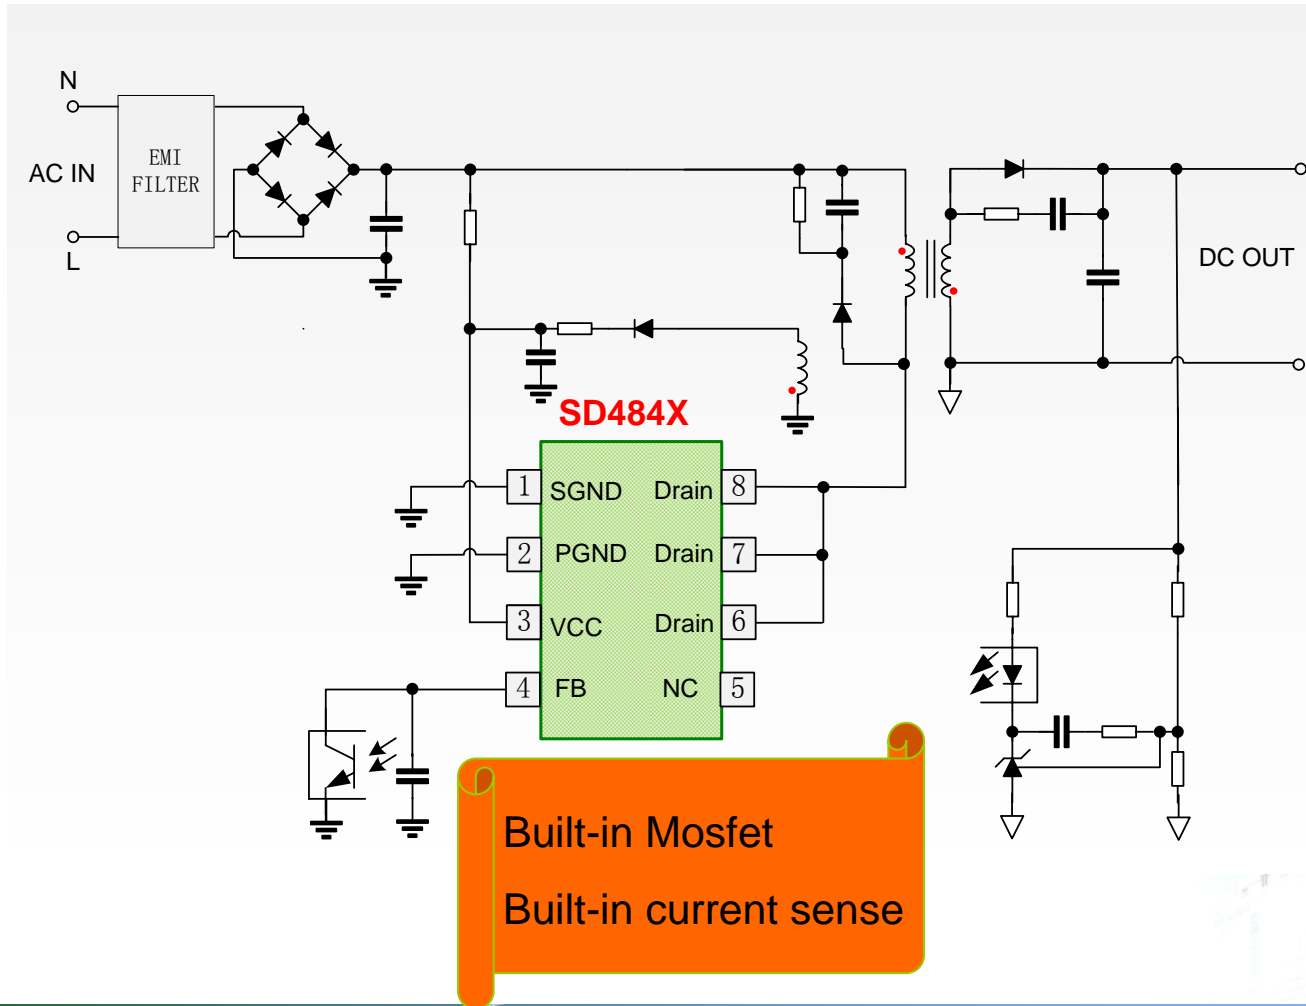 N
AC IN
L
EMI
FILTER
DC OUT
SD484X
1 SGND Drain 8
2 PGND Drain 7
3 VCC Drain 6
4 FB NC 5
Built-in Mosfet
Built-in current sense